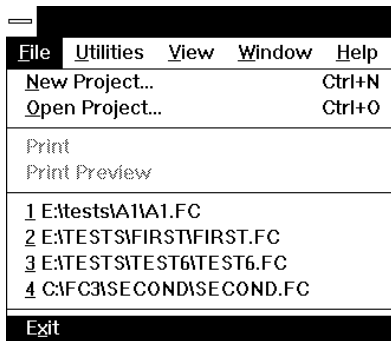 File Utilities View Window Help
New Project... Ctrl+N
Open Project... Ctrl+O
Print
Print Preview
1 E:\tests\A1\A1.FC
2 E:\TESTS\FIRST\FIRST.FC
3 E:\TESTS\TEST6\TEST6.FC
4 C:\FC3\SECOND\SECOND.FC
Exit